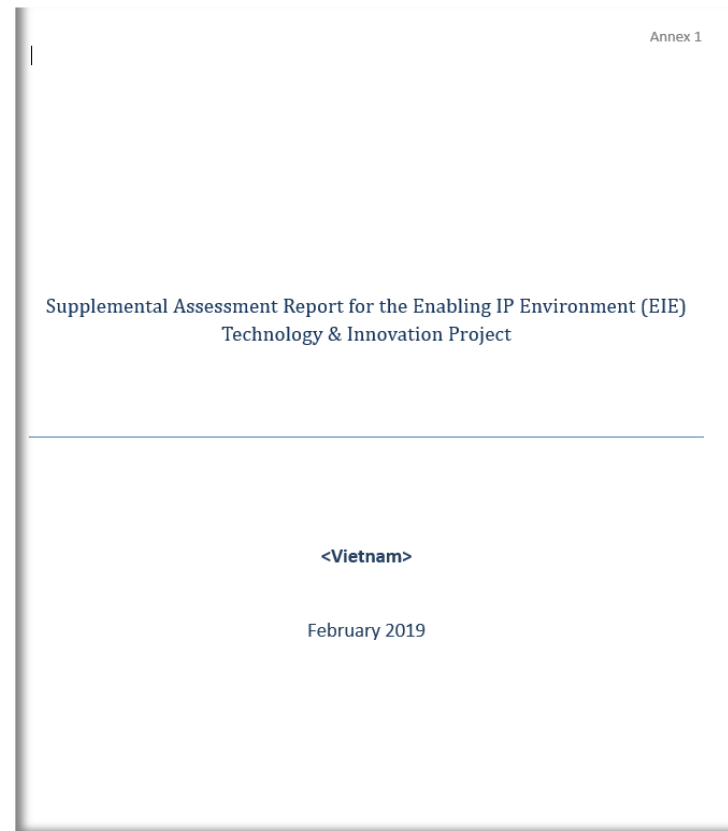 Annex 1
Supplemental Assessment Report for the Enabling IP Environment (EIE)
Technology & Innovation Project
<Vietnam>
February 2019